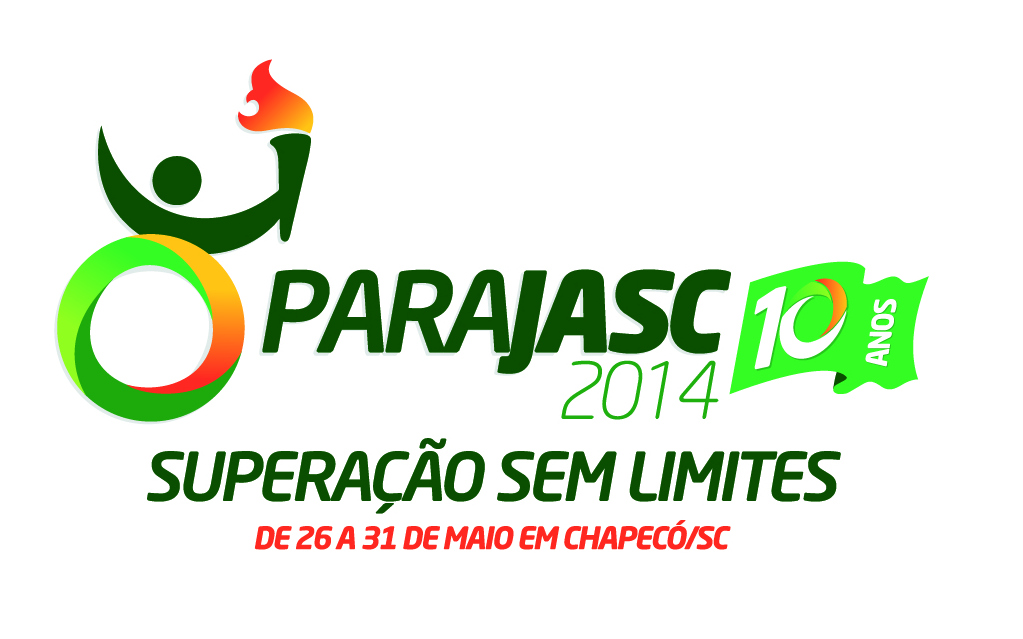 PARAJASC
2014
10
ANOS
SUPERAÇÃO SEM LIMITES
DE 26 A 31 DE MAIO EM CHAPECÓ/SC